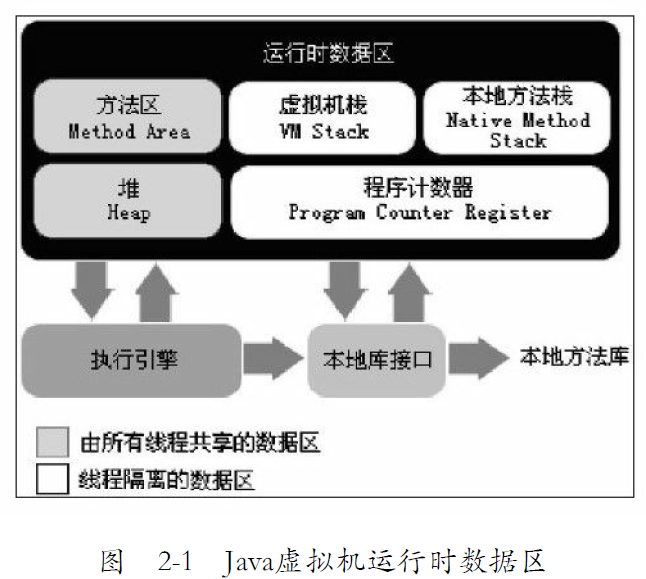 运行时数据区
方法区
Method Area
虚拟机栈
VM Stack
本地方法栈
Native Method
Stack
堆
Heap
程序计数器
Program Counter Register
执行引擎
本地库接口
本地方法库
由所有线程共享的数据区
线程隔离的数据区
图 2-1 Java虚拟机运行时数据区